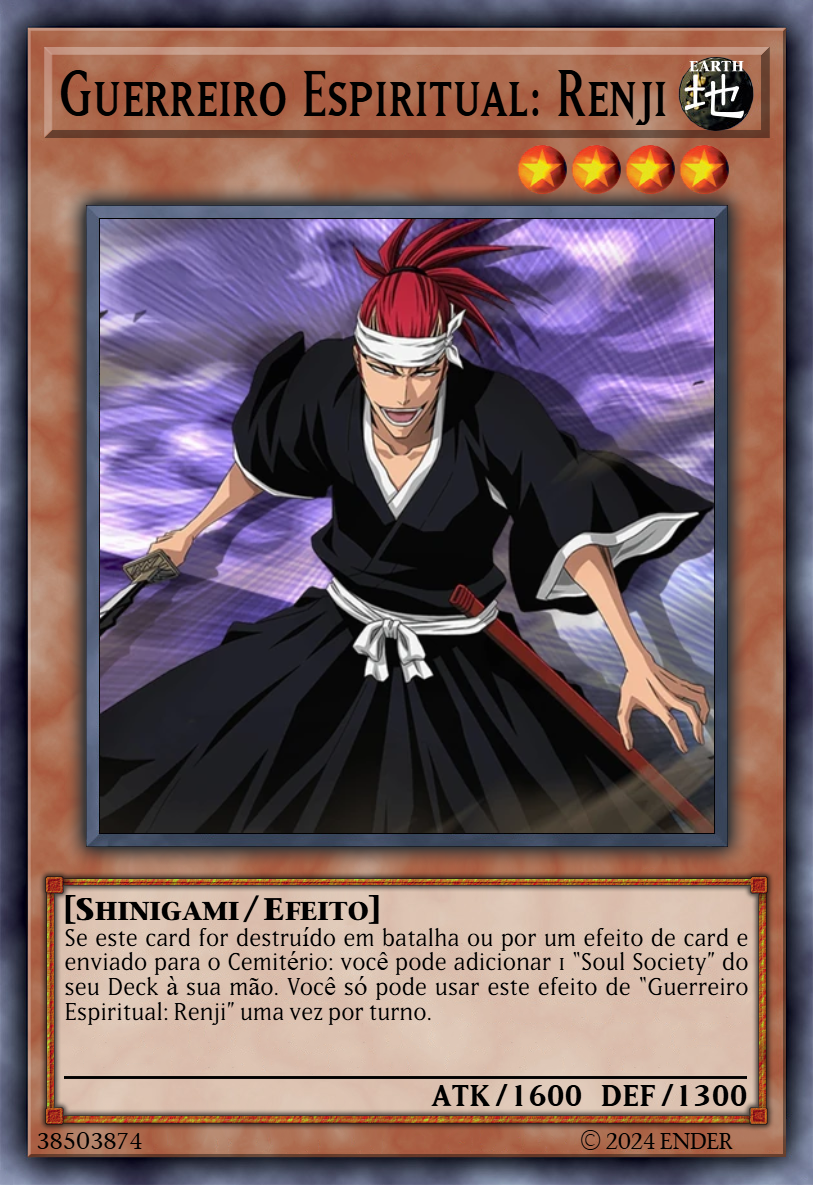 Guerreiro Espiritual: Renji
EARTH
地
[Shinigami/Efeito]
Se este card for destruído em batalha ou por um efeito de card e
enviado para o Cemitério: você pode adicionar 1 "Soul Society" do
seu Deck à sua mão. Você só pode usar este efeito de "Guerreiro
Espiritual: Renji" uma vez por turno.
ATK/1600 DEF/1300
38503874
© 2024 ENDER